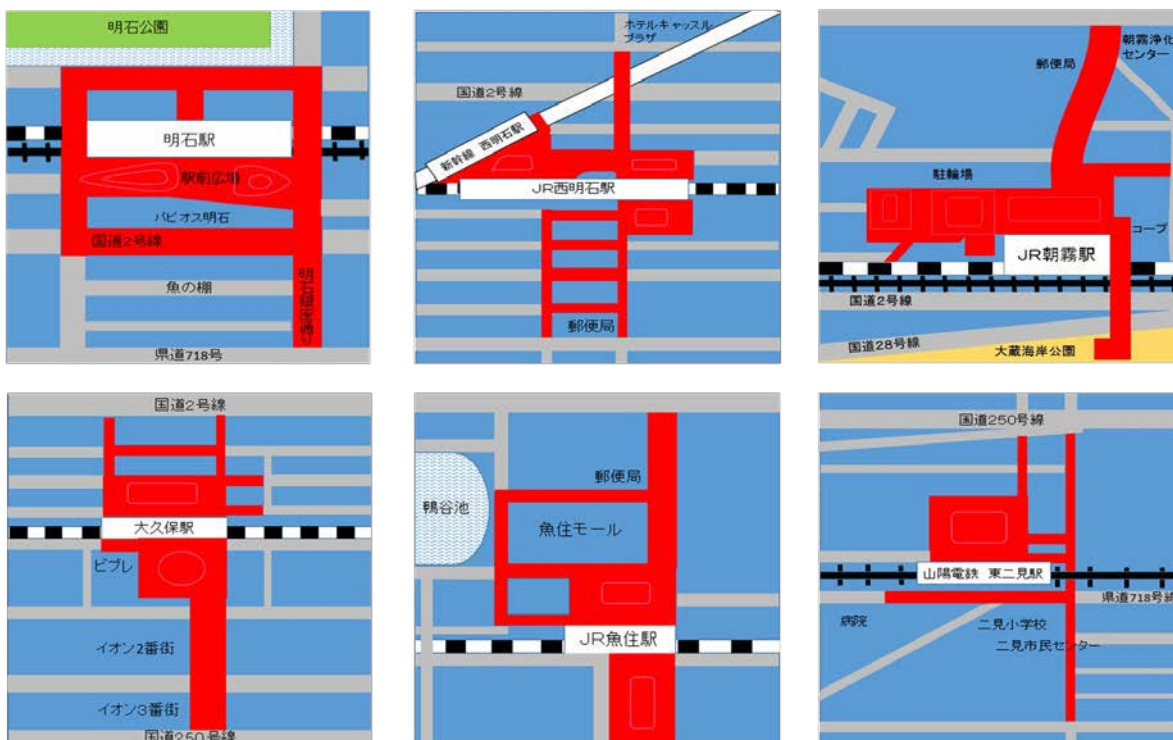 明石公園
明石駅
駅前広場
パピオス明石
国道2号線
魚の棚
明石銀座通り
県道718号
ホテルキャッスル
プラザ
国道2号線
新幹線 西明石駅
JR西明石駅
郵便局
朝霧浄化
センター
郵便局
駐輪場
コープ
JR朝霧駅
国道2号線
国道28号線
大蔵海岸公園
国道2号線
大久保駅
ビブレ
イオン2番街
イオン3番街
国道250号線
郵便局
鴨谷池
魚住モール
JR魚住駅
国道250号線
山陽電鉄 東二見駅
県道718号線
病院
二見小学校
二見市民センター